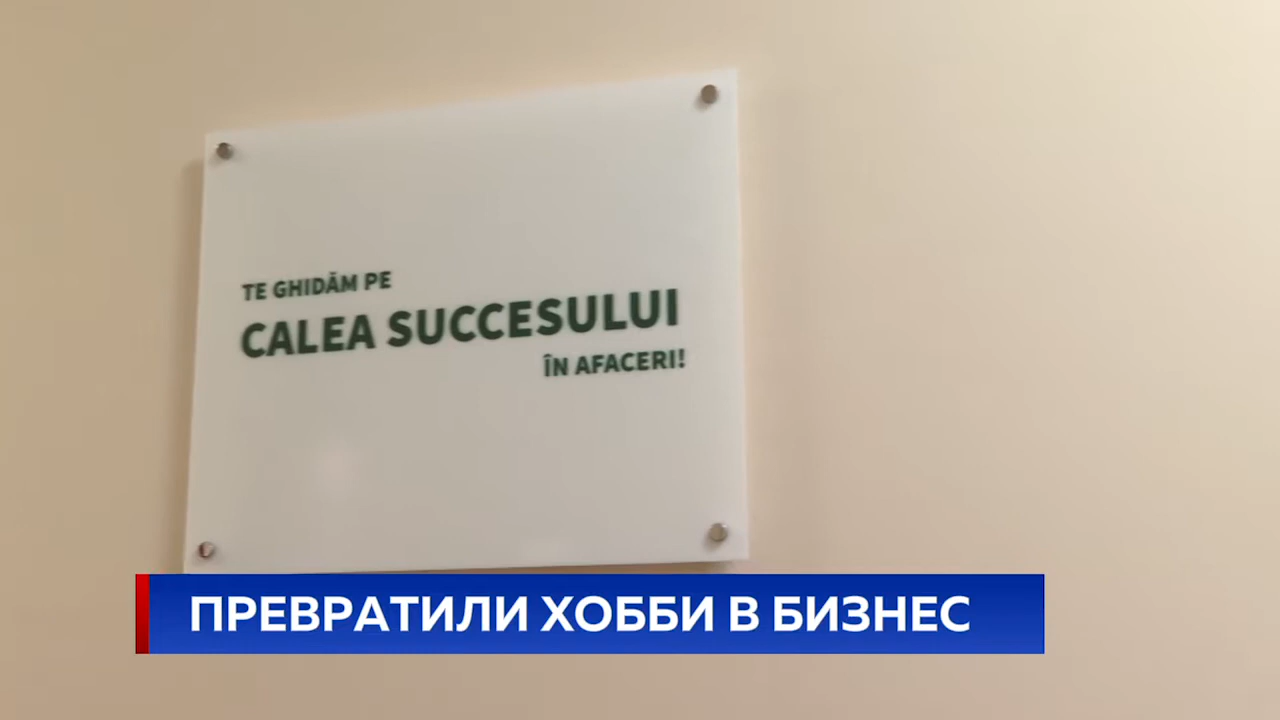 TE GHIDĂM PE
CALEA SUCCESULUI
ÎN AFACERI!
ПРЕВРАТИЛИ ХОББИ В БИЗНЕС